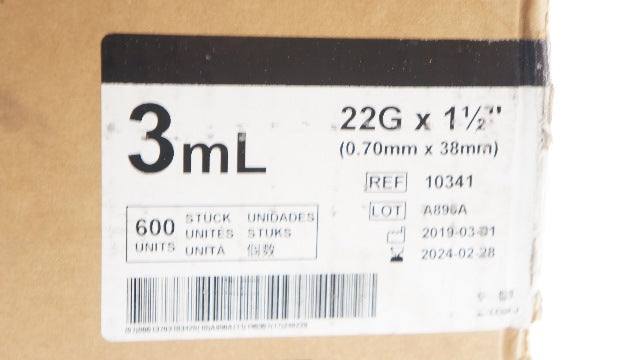 3mL
22G x 1½"
(0.70mm x 38mm)
REF 10341
LOT A896A
2019-03-01
2024-02-28
600 UNITS
STÜCK UNIDADES
UNITÉS STUKS
UNITÀ 個数